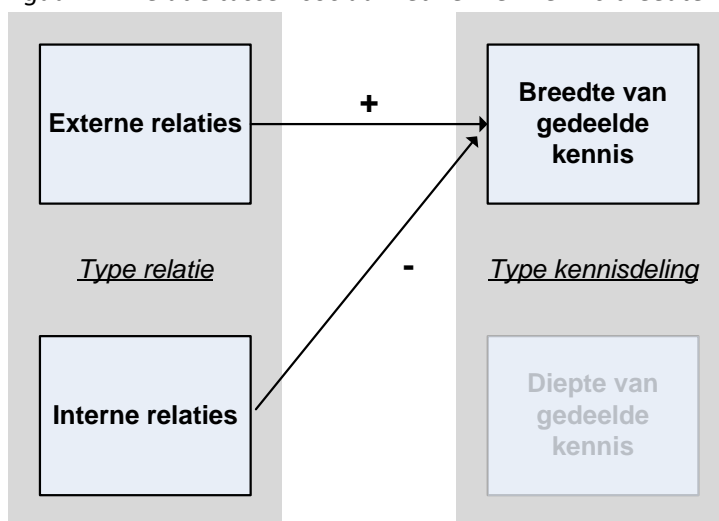 Externe relaties
+
Breedte van
gedeelde
kennis
Type relatie
-
Type kennisdeling
Interne relaties
Diepte van
gedeelde
kennis